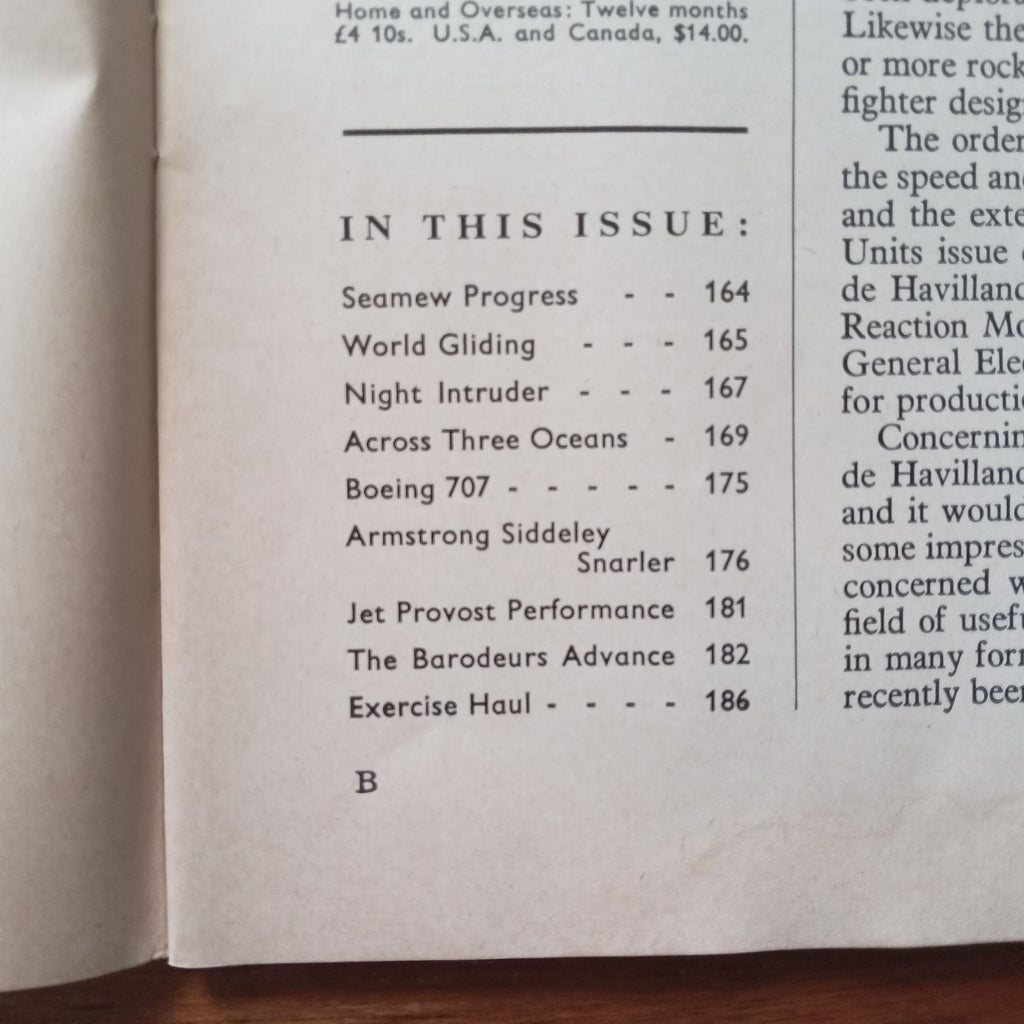 Home and Overseas: Twelve months
£4 10s. U.S.A. and Canada, $14.00.
IN THIS ISSUE:
Seamew Progress - - 164
World Gliding - - - 165
Night Intruder - - - 167
Across Three Oceans - 169
Boeing 707 - - - - - 175
Armstrong Siddeley
Snarler 176
Jet Provost Performance 181
The Barodeurs Advance 182
Exercise Haul - - - - 186
B
Likewise the
or more rock
fighter desig
The order
the speed an
and the exte
Units issue
de Havilland
Reaction Mo
General Elec
for producti
Concernin
de Havilland
and it would
some impres
concerned w
field of usefu
in many for
recently bee